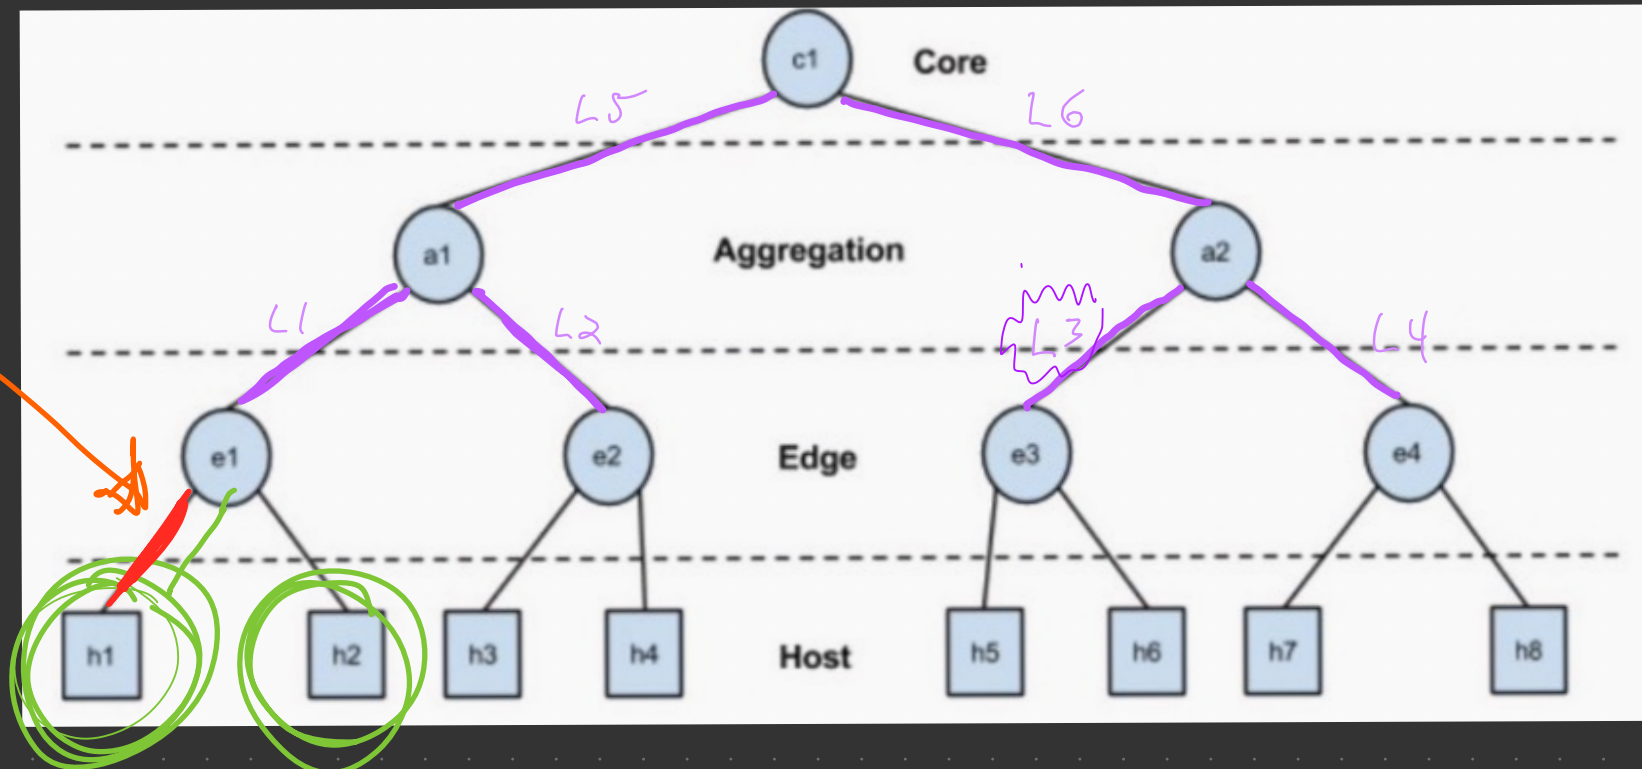 c1
Core
L5
L6
a1
Aggregation
a2
L1
L2
L3
L4
e1
e2
Edge
e3
e4
h1
h2
h3
h4
Host
h5
h6
h7
h8